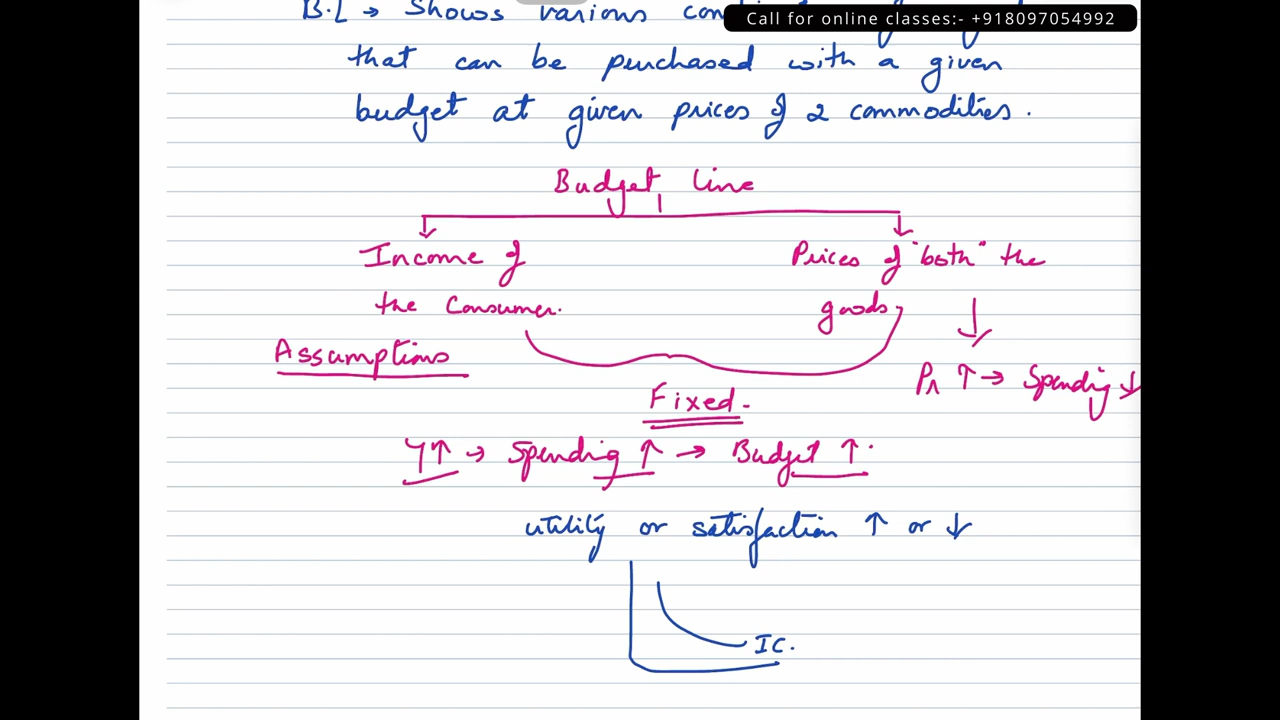 B.L → Shows various
Call for online classes:- +918097054992
that can be purchased with a given
budget at given prices of 2 commodities.
Budget line
Income of
the Consumer.
Prices of "both" the
goods
Assumptions
Fixed.
↑ → Spending ↓
Y↑ → Spending ↑ → Budget ↑.
utility or satisfaction ↑ or ↓
IC.